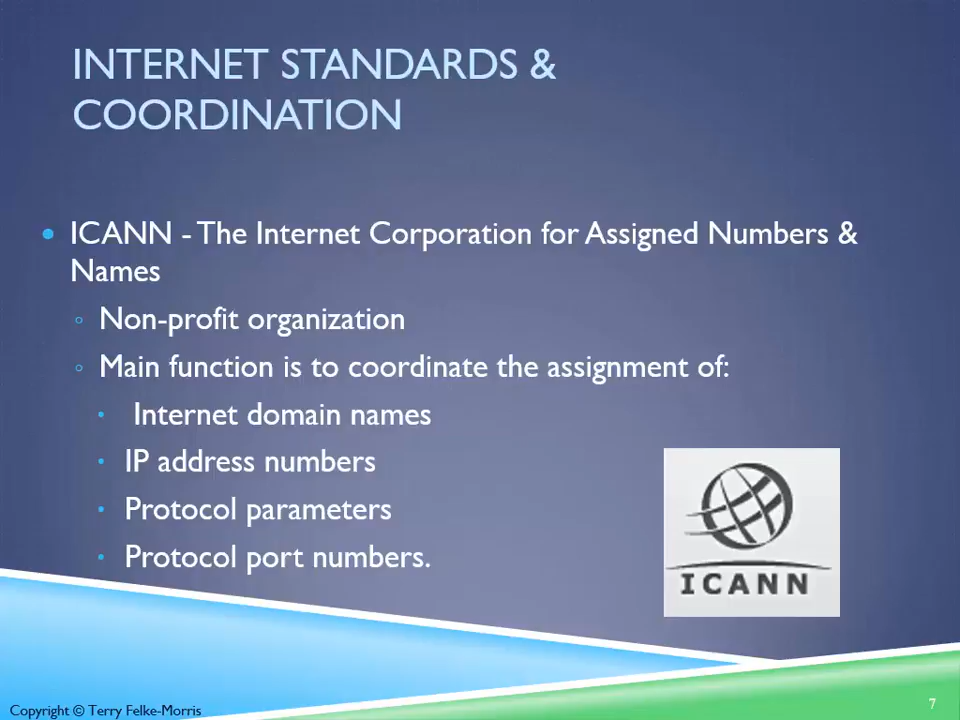 INTERNET STANDARDS &
COORDINATION
• ICANN - The Internet Corporation for Assigned Numbers &
Names
◦ Non-profit organization
◦ Main function is to coordinate the assignment of:
• Internet domain names
• IP address numbers
• Protocol parameters
• Protocol port numbers.
ICANN
Copyright © Terry Felke-Morris
7